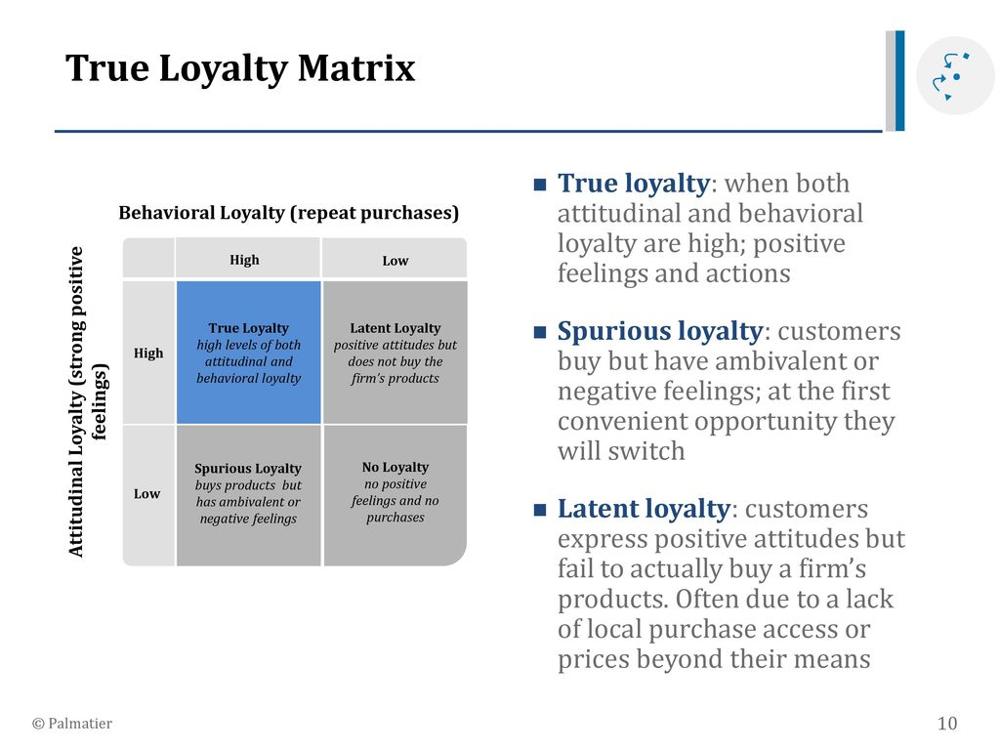 True Loyalty Matrix
Behavioral Loyalty (repeat purchases)
Attitudinal Loyalty (strong positive
feelings)
High
Low
High
True Loyalty
high levels of both
attitudinal and
behavioral loyalty
Latent Loyalty
positive attitudes but
does not buy the
firm’s products
Low
Spurious Loyalty
buys products but
has ambivalent or
negative feelings
No Loyalty
no positive
feelings and no
purchases
True loyalty: when both
attitudinal and behavioral
loyalty are high; positive
feelings and actions
Spurious loyalty: customers
buy but have ambivalent or
negative feelings; at the first
convenient opportunity they
will switch
Latent loyalty: customers
express positive attitudes but
fail to actually buy a firm’s
products. Often due to a lack
of local purchase access or
prices beyond their means
© Palmatier
10